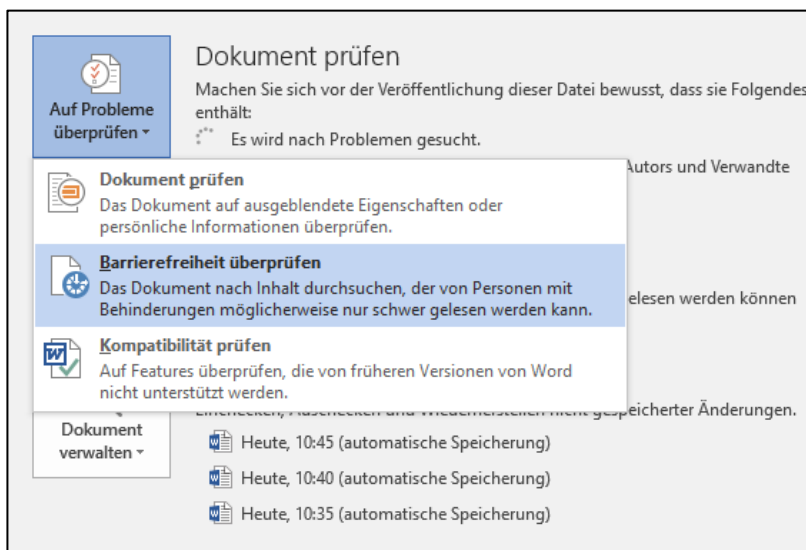 Auf Probleme
überprüfen
Dokument prüfen
Machen Sie sich vor der Veröffentlichung dieser Datei bewusst, dass sie Folgendes
enthält:
Es wird nach Problemen gesucht.
Autors und Verwandte
Dokument prüfen
Das Dokument auf ausgeblendete Eigenschaften oder
persönliche Informationen überprüfen.
Barrierefreiheit überprüfen
Das Dokument nach Inhalt durchsuchen, der von Personen mit
Behinderungen möglicherweise nur schwer gelesen werden kann.
elesen werden können
Kompatibilität prüfen
Auf Features überprüfen, die von früheren Versionen von Word
nicht unterstützt werden.
Einchecken, Auschecken und Wiederherstellen nicht gespeicherter Änderungen.
Dokument
verwalten
Heute, 10:45 (automatische Speicherung)
Heute, 10:40 (automatische Speicherung)
Heute, 10:35 (automatische Speicherung)